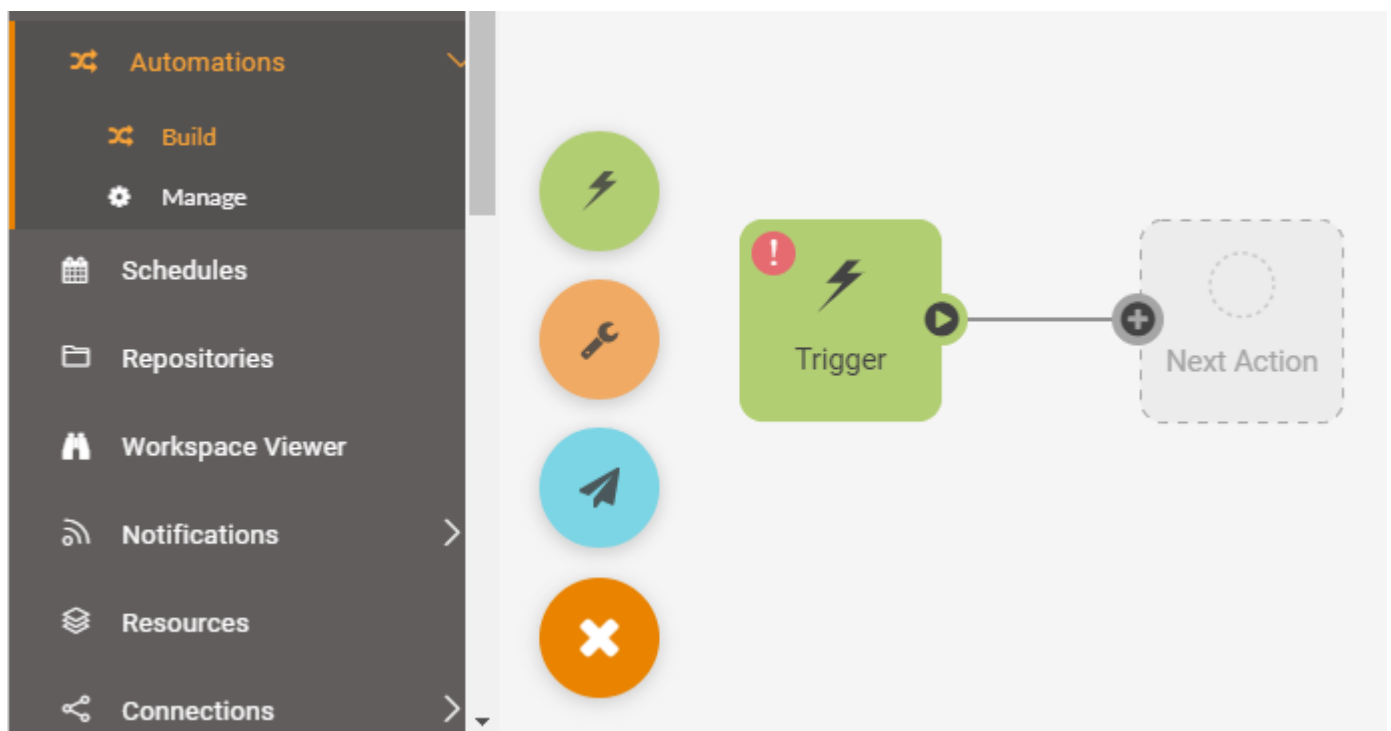 Automations
Build
Manage
Schedules
Repositories
Workspace Viewer
Notifications
Resources
Connections
Trigger
Next Action